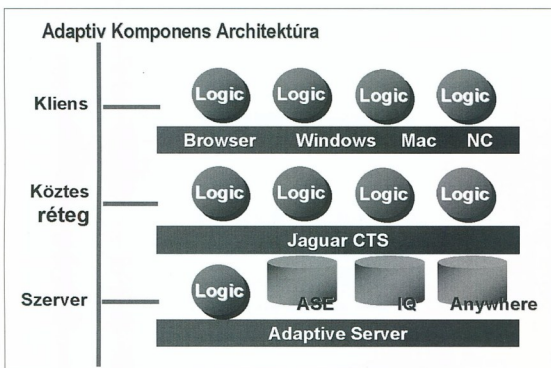 Adaptiv Komponens Architektúra
Kliens
Logic Logic Logic Logic
Browser Windows Mac NC
Köztes
réteg
Logic Logic Logic Logic
Jaguar CTS
Szerver
Logic ASE IQ Anywhere
Adaptive Server